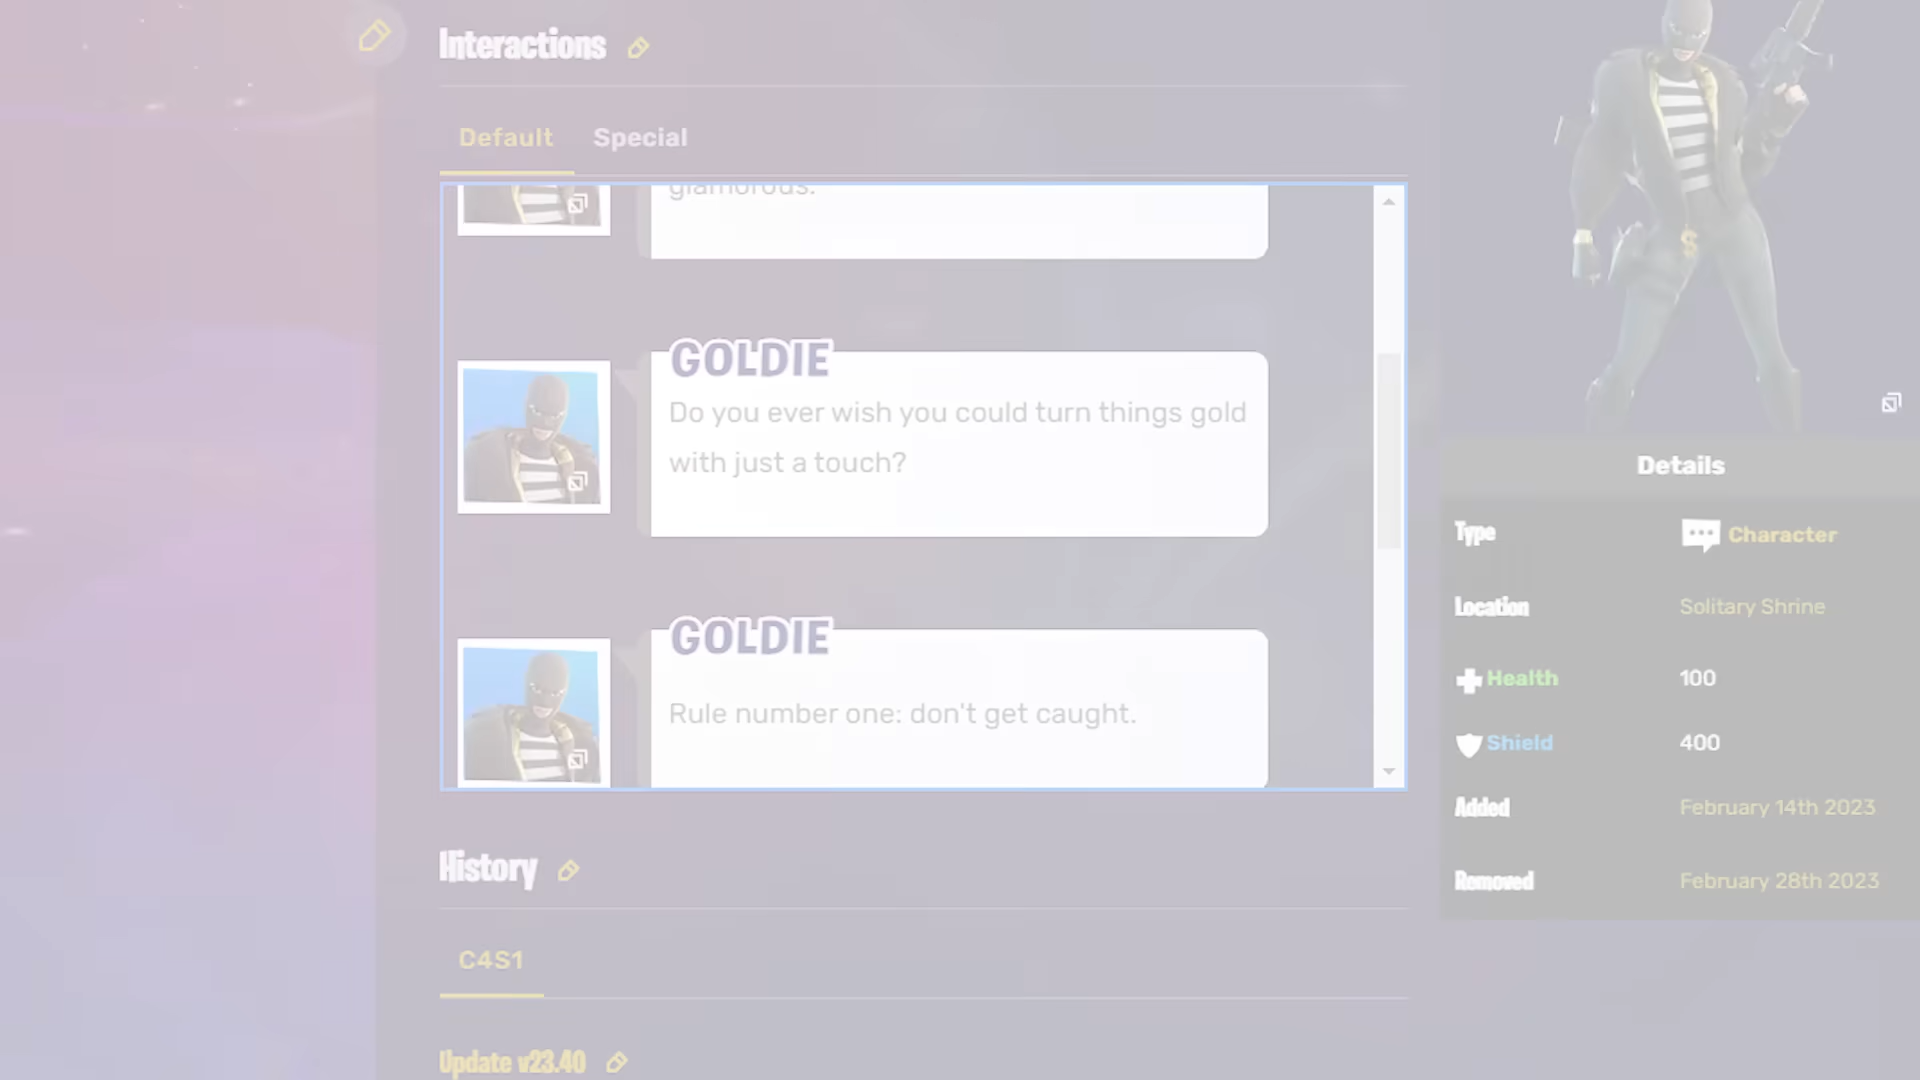 Interactions
Default Special
glamorous.
GOLDIE
Do you ever wish you could turn things gold
with just a touch?
GOLDIE
Rule number one: don't get caught.
History
C4S1
Update v23.40
$
Details
Type Character
Location Solitary Shrine
Health 100
Shield 400
Added February 14th 2023
Removed February 28th 2023